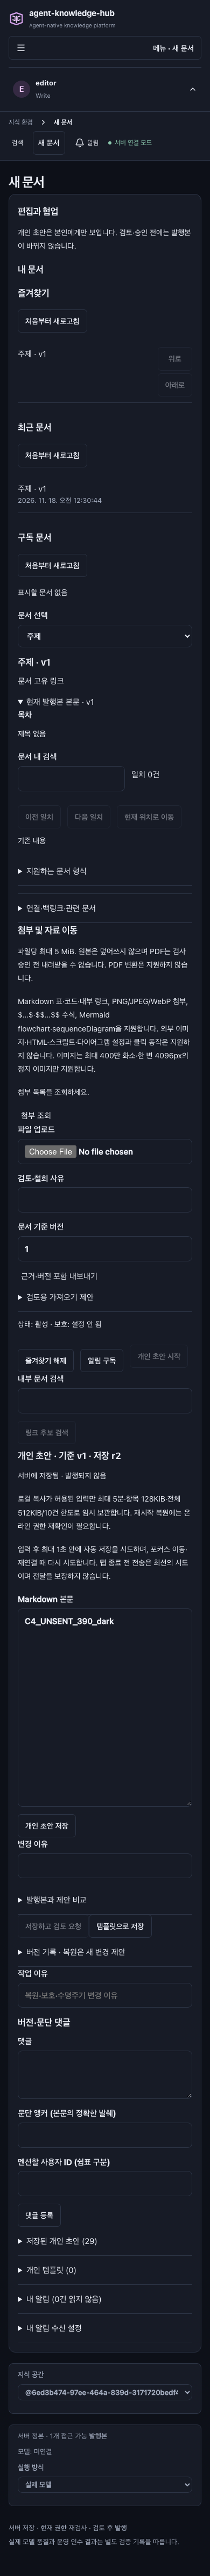 agent-knowledge-hub
Agent-native knowledge platform
☰ 메뉴 · 새 문서
E editor
Write
지식 환경 > 새 문서
검색 새 문서 알림 서버 연결 모드
새 문서
편집과 협업
개인 초안은 본인에게만 보입니다. 검토·승인 전에는 발행본
이 바뀌지 않습니다.
내 문서
즐겨찾기
처음부터 새로고침
주제 · v1 위로
아래로
최근 문서
처음부터 새로고침
주제 · v1
2026. 11. 18. 오전 12:30:44
구독 문서
처음부터 새로고침
표시할 문서 없음
문서 선택
주제
주제 · v1
문서 고유 링크
▼ 현재 발행본 본문 · v1
목차
제목 없음
문서 내 검색
일치 0건
이전 일치 다음 일치 현재 위치로 이동
기존 내용
▶ 지원하는 문서 형식
▶ 연결·백링크·관련 문서
첨부 및 자료 이동
파일당 최대 5 MiB. 원본은 덮어쓰지 않으며 PDF는 검사
승인 전 내려받을 수 없습니다. PDF 변환은 지원하지 않습
니다.
Markdown 표·코드·내부 링크, PNG/JPEG/WebP 첨부,
$...$·$$...$$ 수식, Mermaid
flowchart·sequenceDiagram을 지원합니다. 외부 이미
지·HTML·스크립트·다이어그램 설정과 클릭 동작은 지원하
지 않습니다. 이미지는 최대 400만 화소·한 변 4096px의
정지 이미지만 지원합니다.
첨부 목록을 조회하세요.
첨부 조회
파일 업로드
Choose File No file chosen
검토·철회 사유
문서 기준 버전
1
근거·버전 포함 내보내기
▶ 검토용 가져오기 제안
상태: 활성 · 보호: 설정 안 됨
즐겨찾기 해제 알림 구독 개인 초안 시작
내부 문서 검색
링크 후보 검색
개인 초안 · 기준 v1 · 저장 r2
서버에 저장됨 · 발행되지 않음
로컬 복사가 허용된 입력만 최대 5분·항목 128KiB·전체
512KiB/10건 한도로 임시 보관합니다. 재시작 복원에는 온
라인 권한 재확인이 필요합니다.
입력 후 최대 1초 안에 자동 저장을 시도하며, 포커스 이동·
재연결 때 다시 시도합니다. 탭 종료 전 전송은 최선의 시도
이며 전달을 보장하지 않습니다.
Markdown 본문
C4_UNSENT_390_dark
개인 초안 저장
변경 이유
▶ 발행본과 제안 비교
저장하고 검토 요청 템플릿으로 저장
▶ 버전 기록 · 복원은 새 변경 제안
작업 이유
복원·보호·수명주기 변경 이유
버전·문단 댓글
댓글
문단 앵커 (본문의 정확한 발췌)
멘션할 사용자 ID (쉼표 구분)
댓글 등록
▶ 저장된 개인 초안 (29)
▶ 개인 템플릿 (0)
▶ 내 알림 (0건 읽지 않음)
▶ 내 알림 수신 설정
지식 공간
@6ed3b474-97ee-464a-839d-3171720bedf4
서버 정본 · 1개 접근 가능 발행본
모델: 미연결
실행 방식
실제 모델
서버 저장 · 현재 권한 재검사 · 검토 후 발행
실제 모델 품질과 운영 인수 결과는 별도 검증 기록을 따릅니다.